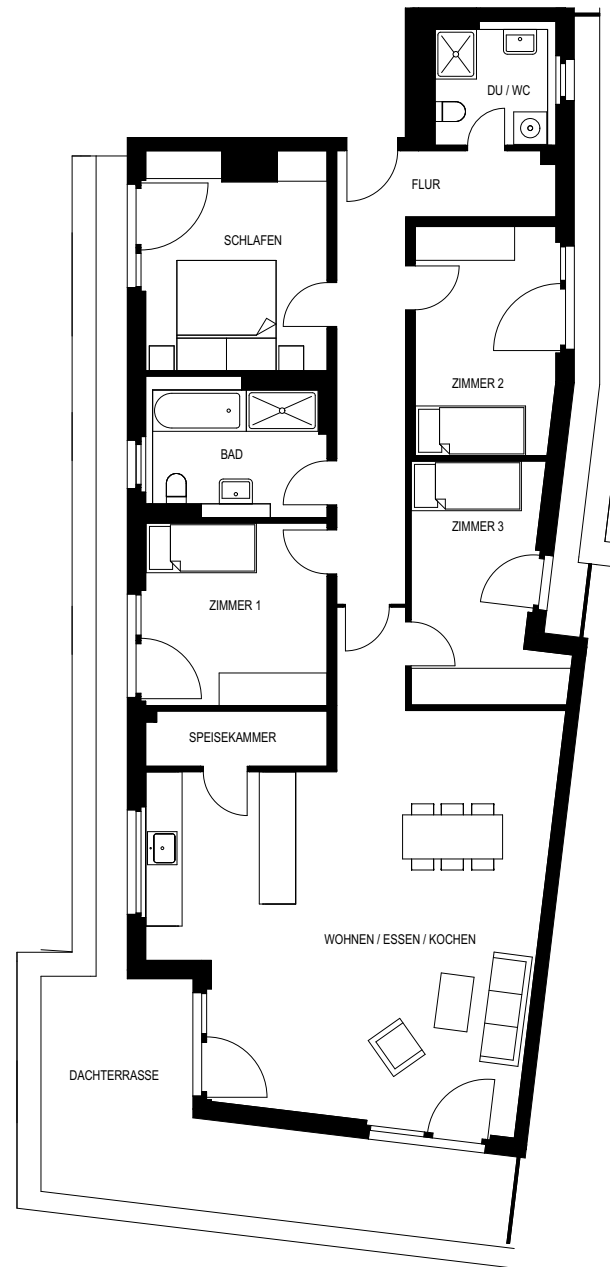 DU / WC
FLUR
SCHLAFEN
ZIMMER 2
BAD
ZIMMER 3
ZIMMER 1
SPEISEKAMMER
WOHNEN / ESSEN / KOCHEN
DACHTERRASSE